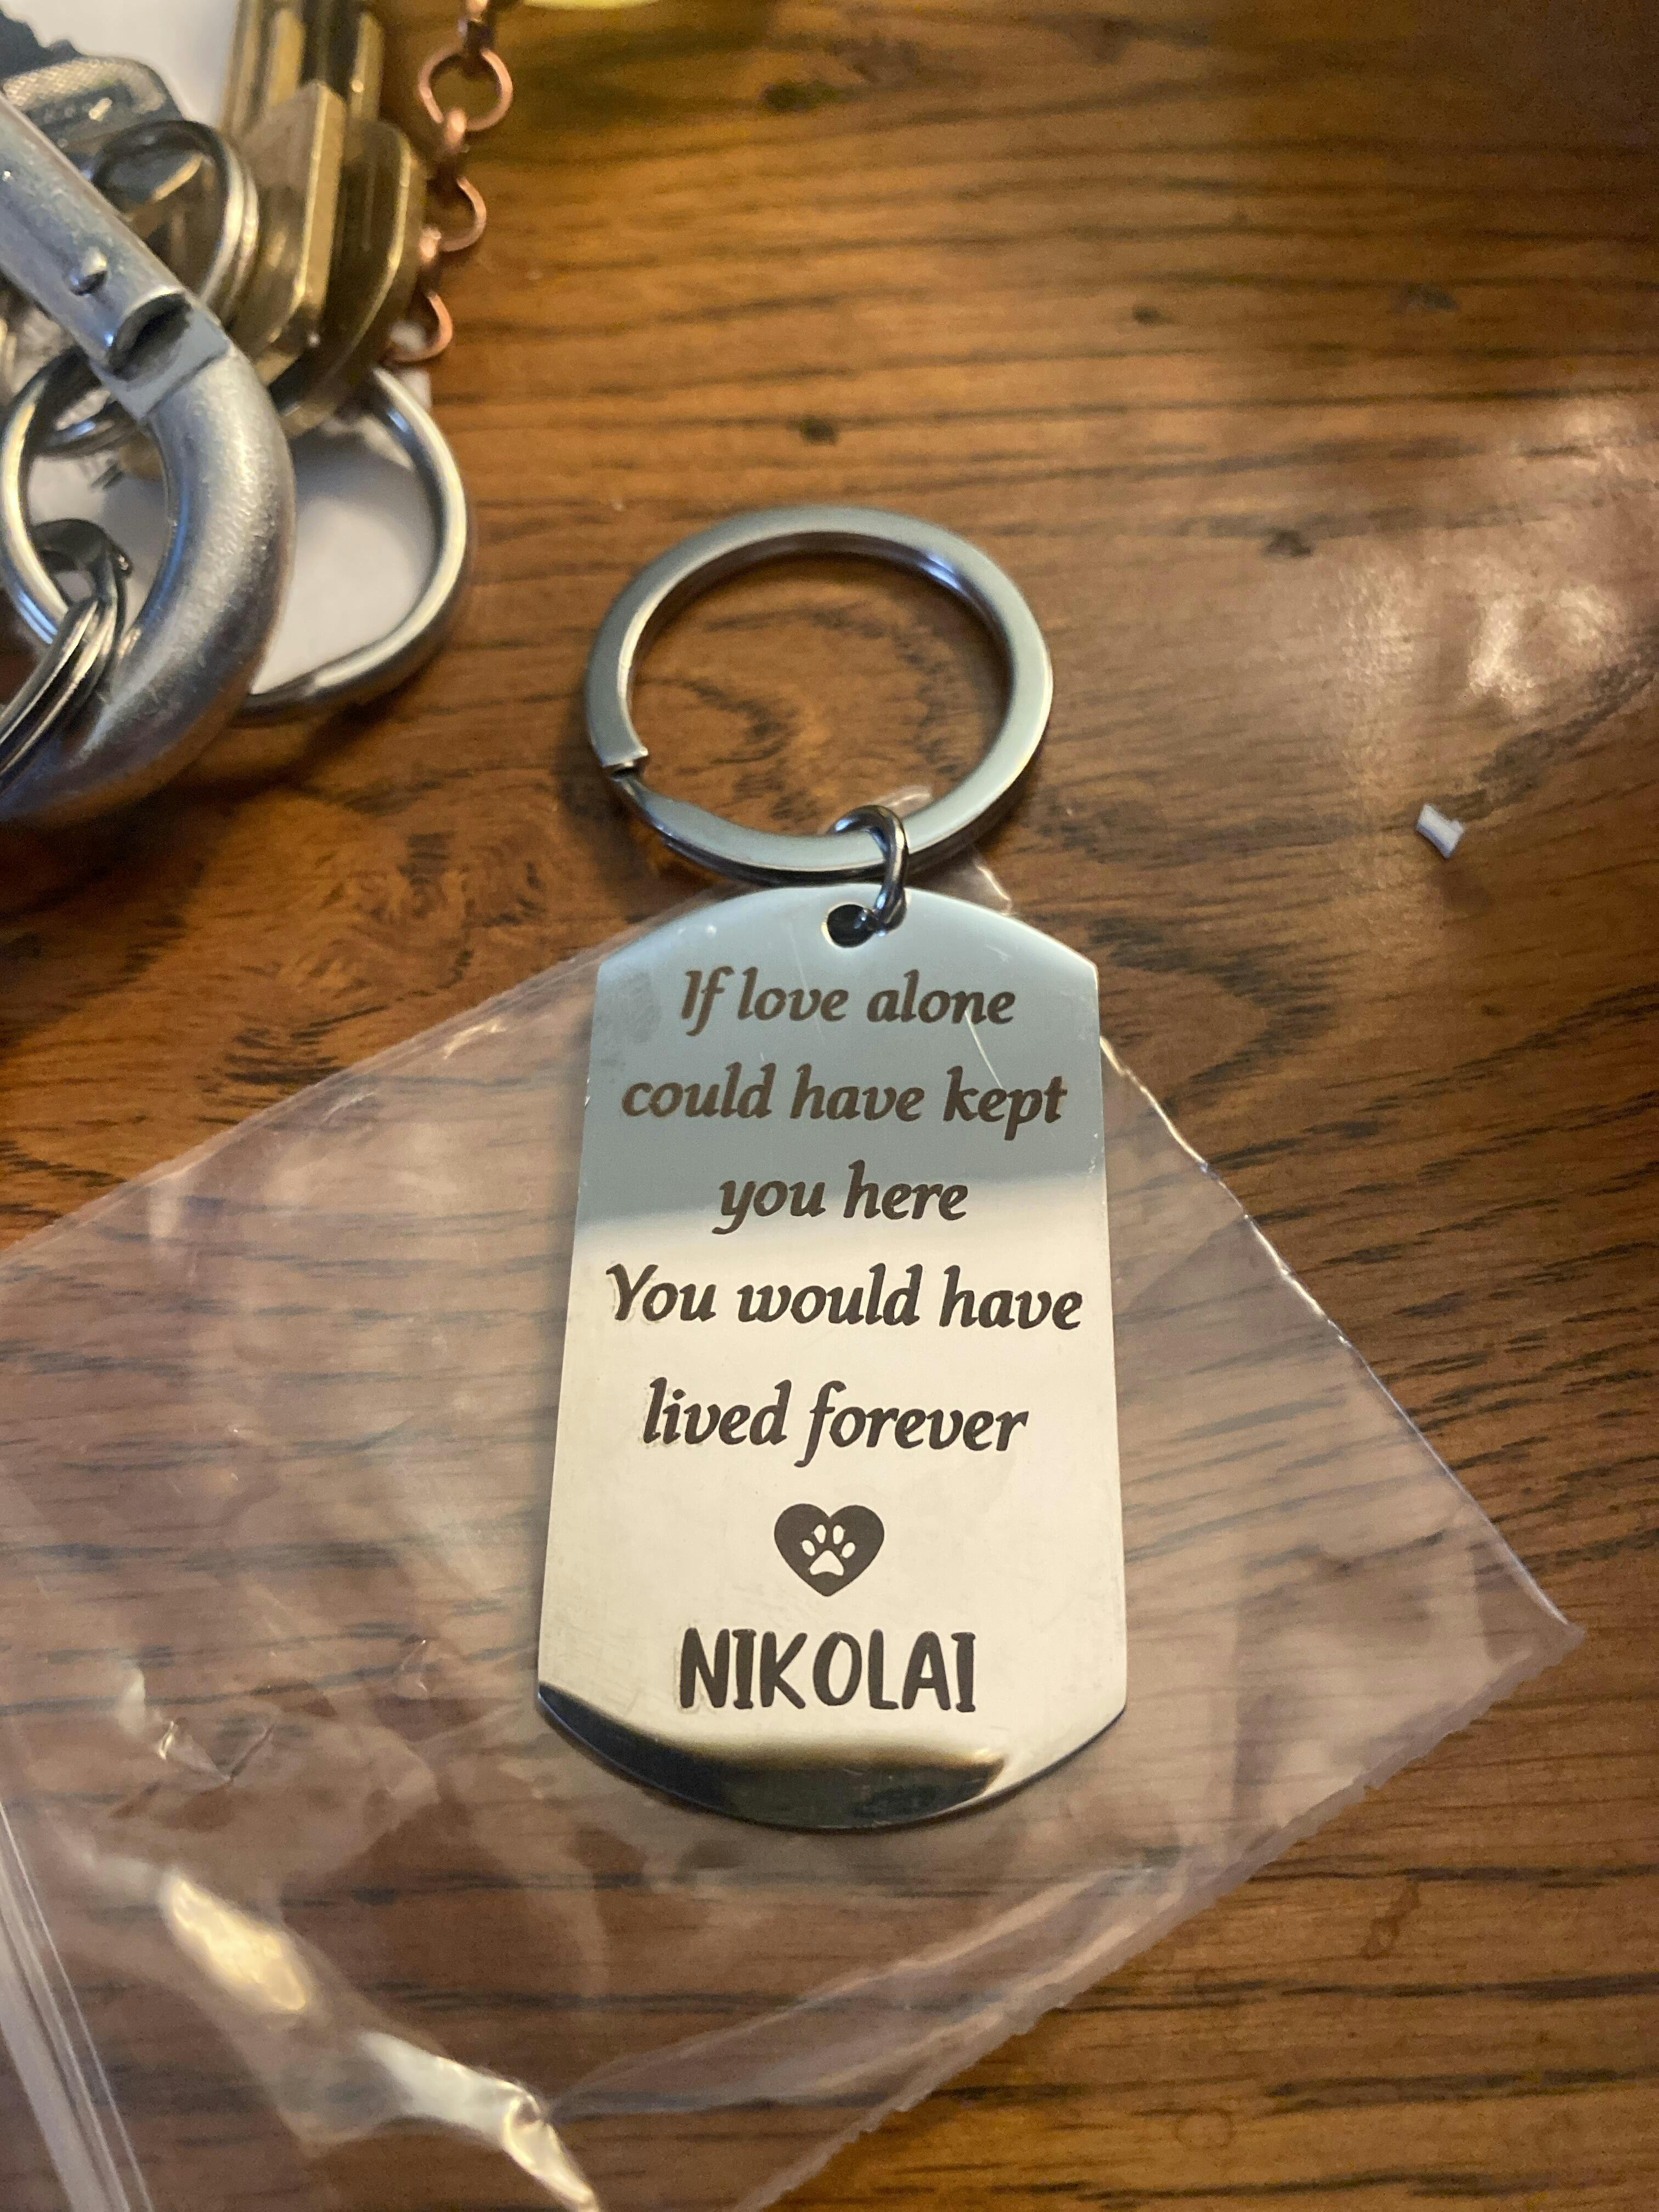 If love alone
could have kept
you here
You would have
lived forever
NIKOLAI